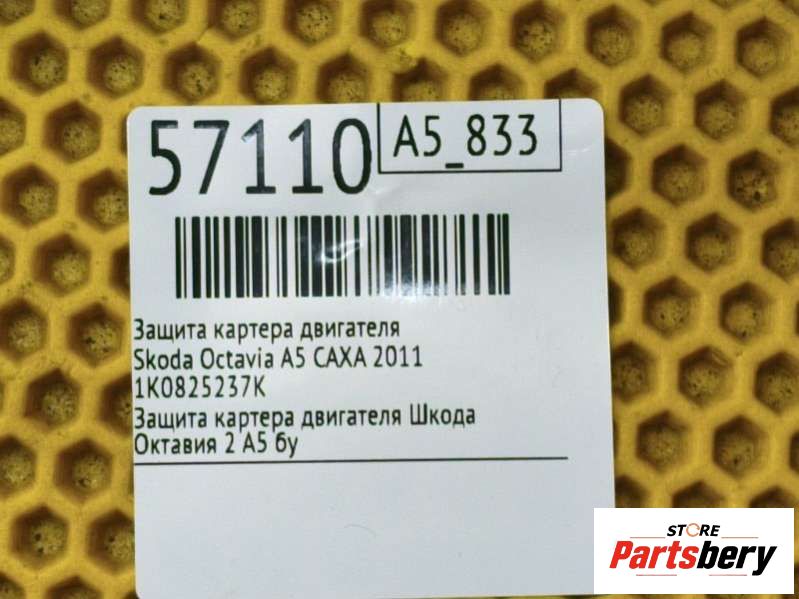 57110
A5_833
Защита картера двигателя
Skoda Octavia A5 CAXA 2011
1K0825237K
Защита картера двигателя Шкода
Октавия 2 А5 бу
STORE
Partsbery